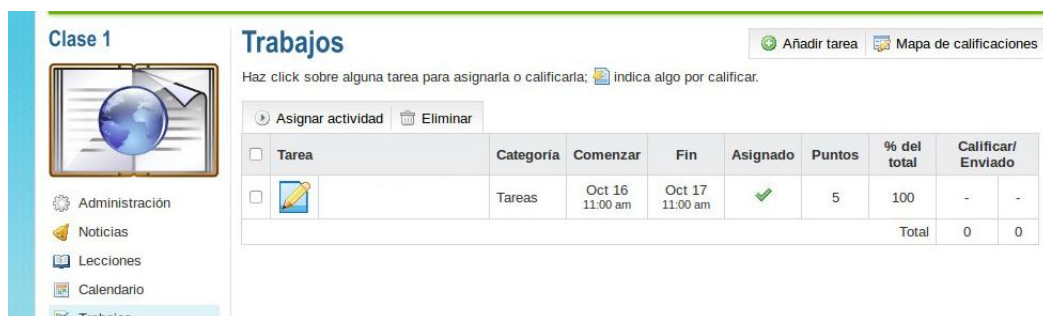 Clase 1
Trabajos
Añadir tarea
Mapa de calificaciones
Haz click sobre alguna tarea para asignarla o calificarla; indica algo por calificar.
Asignar actividad
Eliminar
Tarea Categoría Comenzar Fin Asignado Puntos % del total Calificar/ Enviado
Tareas Oct 16 11:00 am Oct 17 11:00 am 5 100 - -
Total 0 0
Administración
Noticias
Lecciones
Calendario
Trabajos